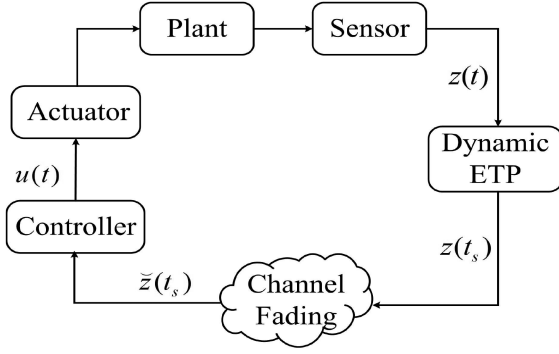 Plant
Sensor
z(t)
Dynamic
ETP
z(t_s)
Channel
Fading
z̆(t_s)
Controller
u(t)
Actuator